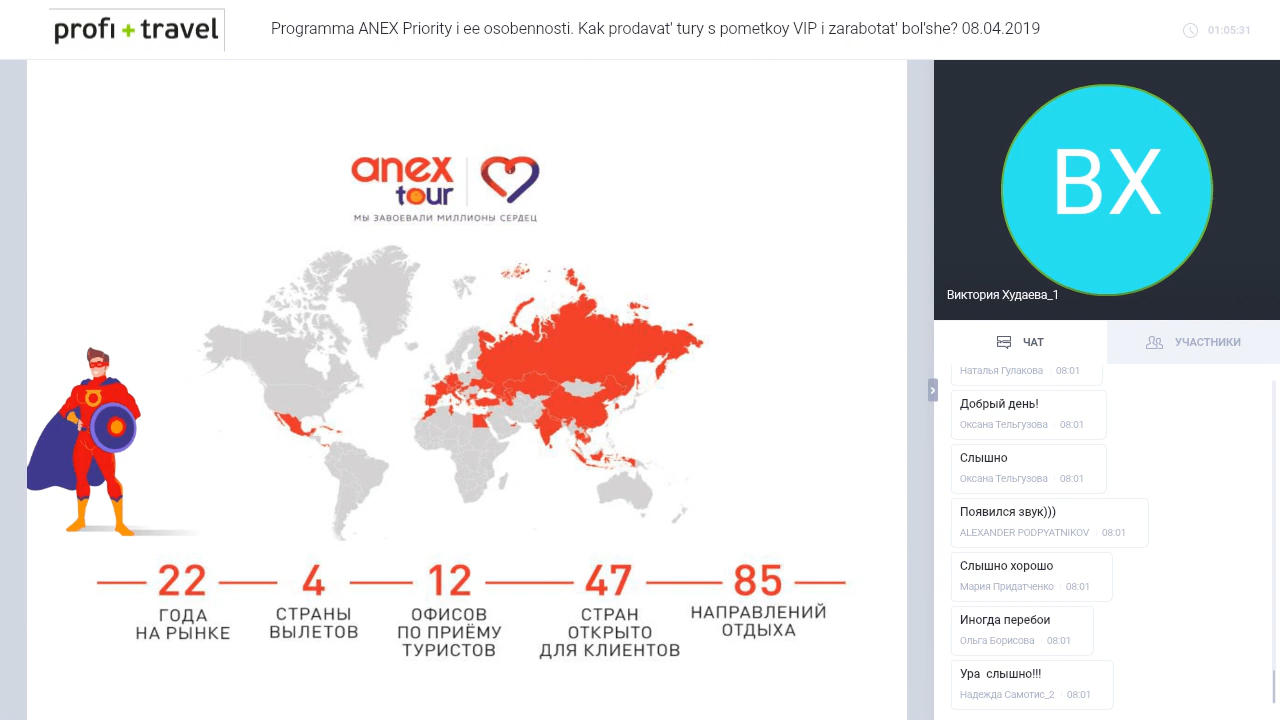 profi + travel
Programma ANEX Priority i ee osobennosti. Kak prodavat' tury s pometkoy VIP i zarabotat' bol'she? 08.04.2019
01:05:31
anex
tour
МЫ ЗАВОЕВАЛИ МИЛЛИОНЫ СЕРДЕЦ
22
ГОДА
НА РЫНКЕ
4
СТРАНЫ
ВЫЛЕТОВ
12
ОФИСОВ
ПО ПРИЁМУ
ТУРИСТОВ
47
СТРАН
ОТКРЫТО
ДЛЯ КЛИЕНТОВ
85
НАПРАВЛЕНИЙ
ОТДЫХА
ВХ
Виктория Худаева_1
ЧАТ
УЧАСТНИКИ
Наталья Гулакова · 08:01
Добрый день!
Оксана Тельгузова · 08:01
Слышно
Оксана Тельгузова · 08:01
Появился звук)))
ALEXANDER PODPYATNIKOV · 08:01
Слышно хорошо
Мария Придатченко · 08:01
Иногда перебои
Ольга Борисова · 08:01
Ура слышно!!!
Надежда Самотис_2 · 08:01